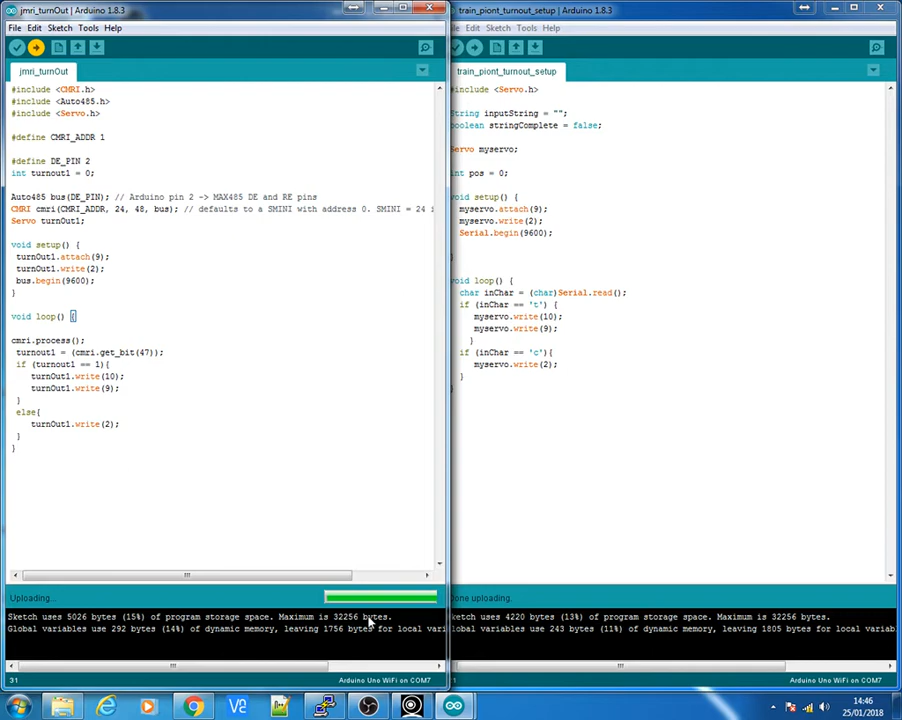 jmri_turnOut | Arduino 1.8.3
File Edit Sketch Tools Help
jmri_turnOut
#include <CMRI.h>
#include <Auto485.h>
#include <Servo.h>
#define CMRI_ADDR 1
#define DE_PIN 2
int turnout1 = 0;
Auto485 bus(DE_PIN); // Arduino pin 2 -> MAX485 DE and RE pins
CMRI cmri(CMRI_ADDR, 24, 48, bus); // defaults to a SMINI with address 0. SMINI = 24 i
Servo turnOut1;
void setup() {
turnOut1.attach(9);
turnOut1.write(2);
bus.begin(9600);
}
void loop() {
cmri.process();
turnout1 = (cmri.get_bit(47));
if (turnout1 == 1){
turnOut1.write(10);
turnOut1.write(9);
}
else{
turnOut1.write(2);
}
}
Uploading...
Sketch uses 5026 bytes (15%) of program storage space. Maximum is 32256 bytes.
Global variables use 292 bytes (14%) of dynamic memory, leaving 1756 bytes for local vari
31
Arduino Uno WiFi on COM7
train_piont_turnout_setup | Arduino 1.8.3
File Edit Sketch Tools Help
train_piont_turnout_setup
#include <Servo.h>
String inputString = "";
boolean stringComplete = false;
Servo myservo;
int pos = 0;
void setup() {
myservo.attach(9);
myservo.write(2);
Serial.begin(9600);
void loop() {
char inChar = (char)Serial.read();
if (inChar == 't') {
myservo.write(10);
myservo.write(9);
}
if (inChar == 'c'){
myservo.write(2);
}
Done uploading.
Sketch uses 4220 bytes (13%) of program storage space. Maximum is 32256 bytes.
Global variables use 243 bytes (11%) of dynamic memory, leaving 1805 bytes for local variab
1
Arduino Uno WiFi on COM7
14:46
25/01/2018